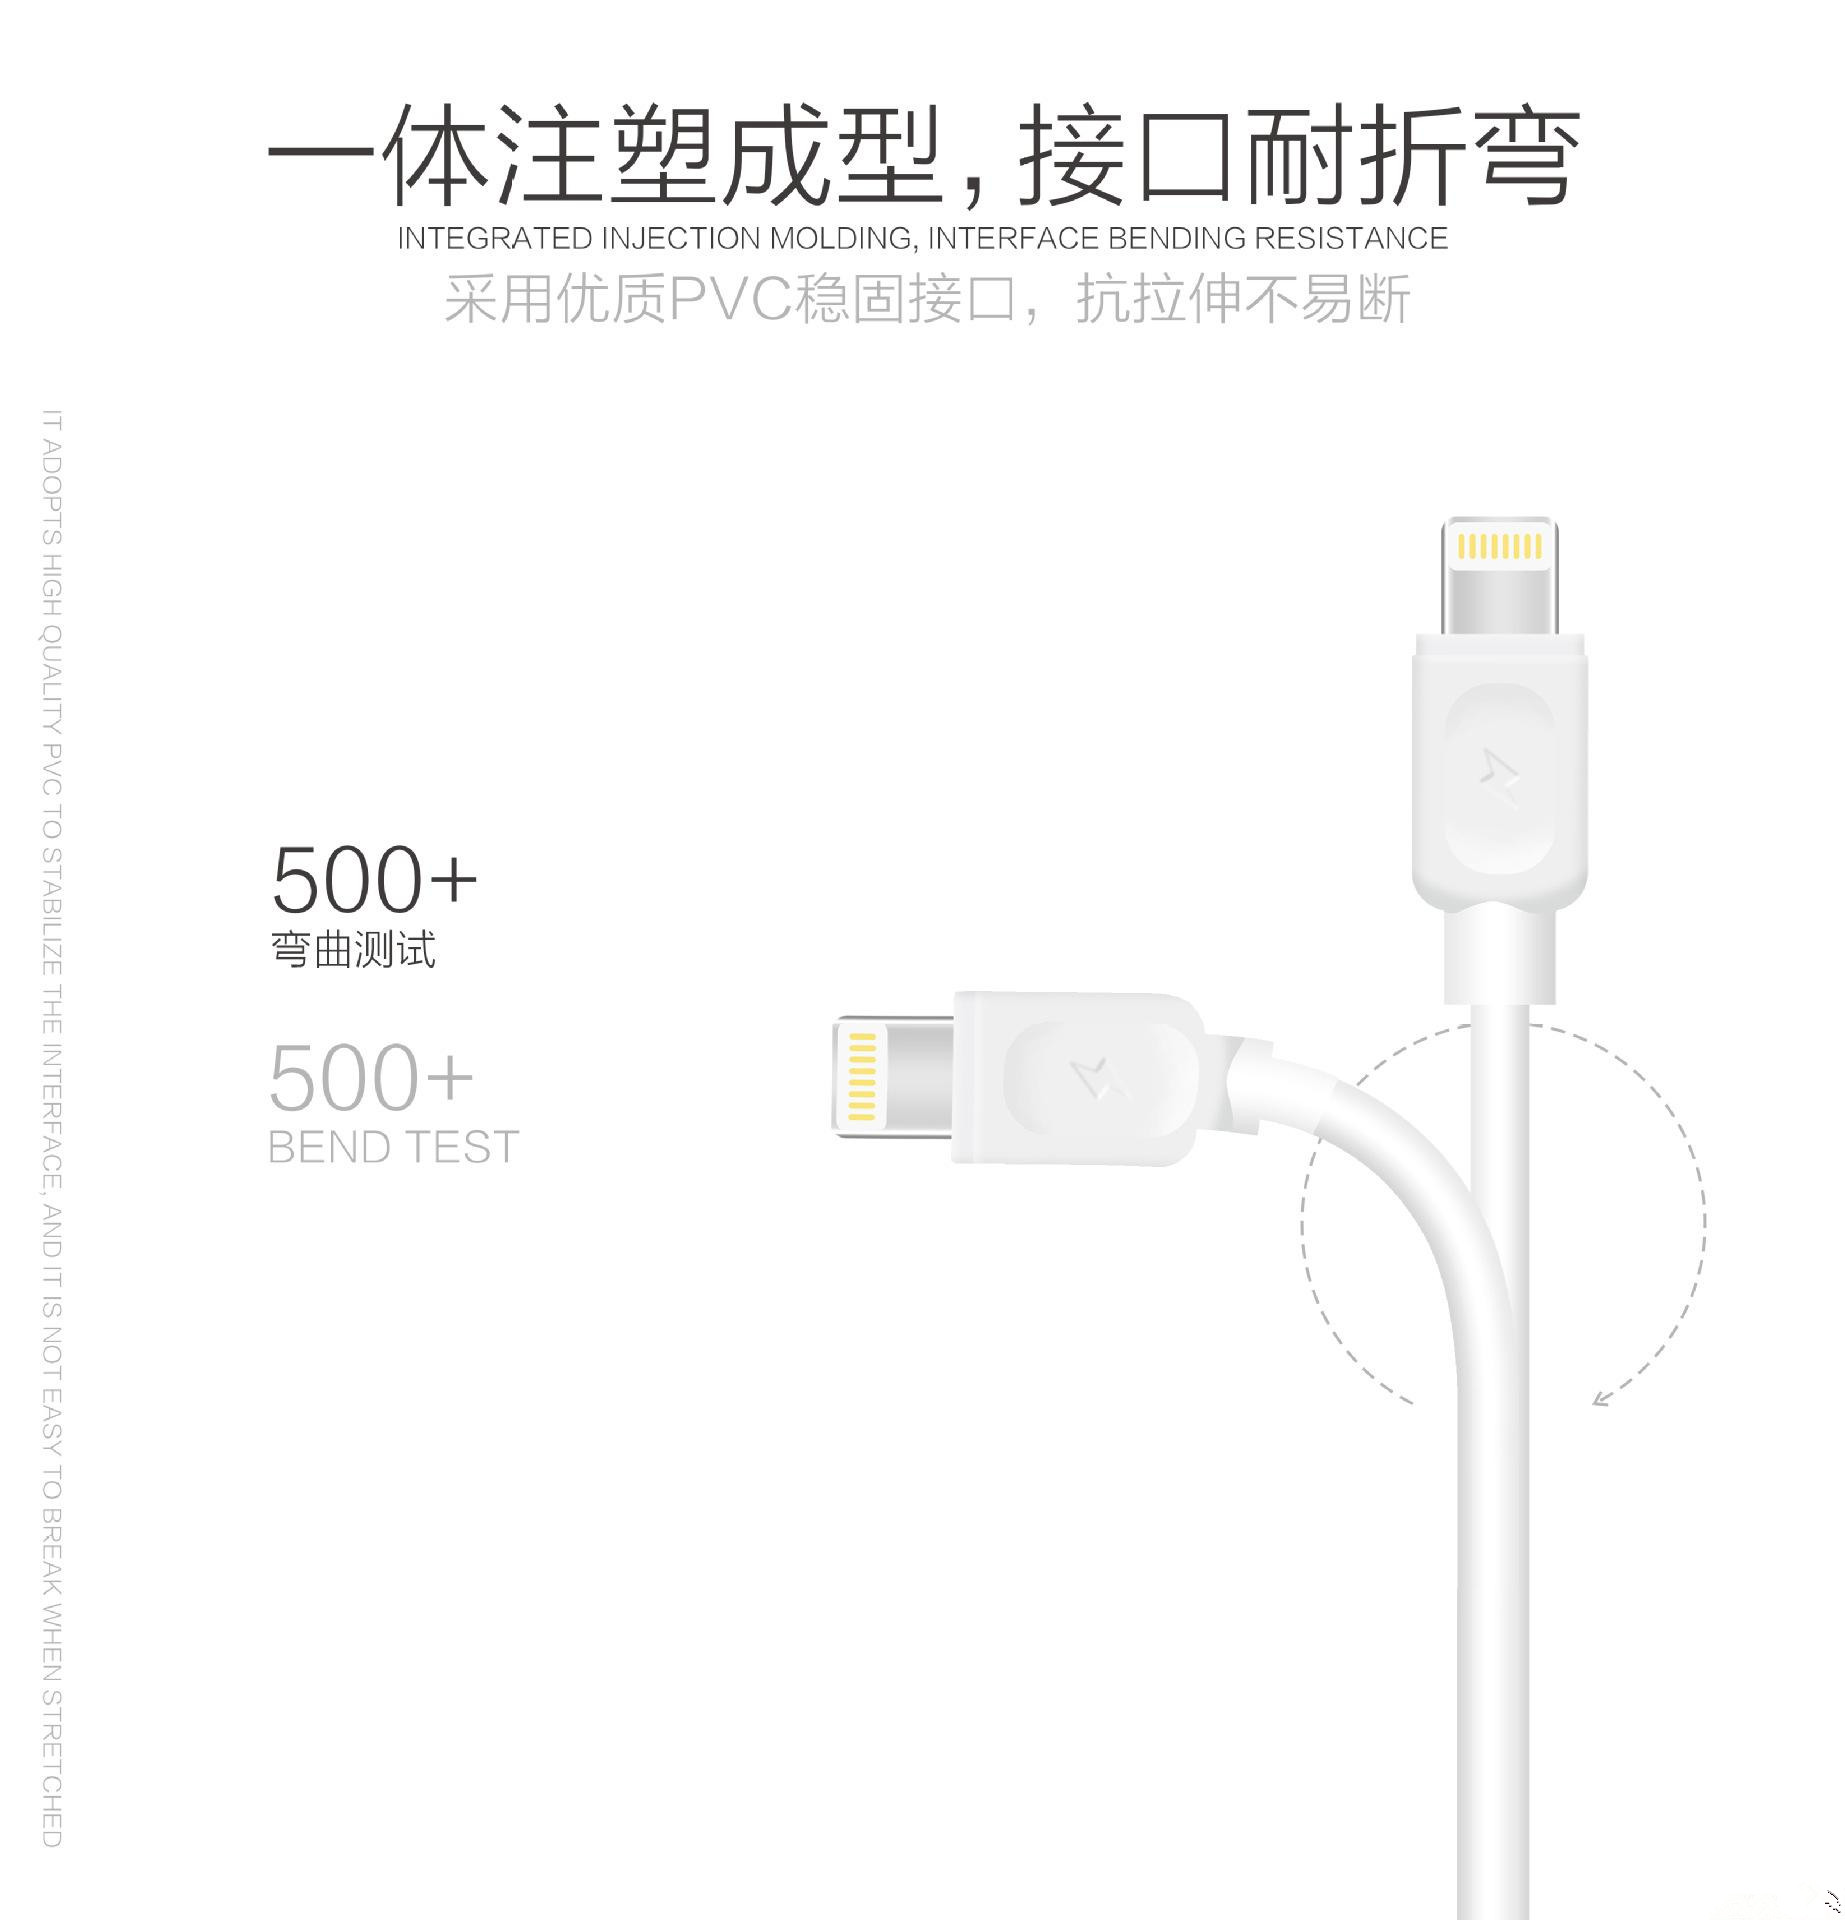 一体注塑成型，接口耐折弯
INTEGRATED INJECTION MOLDING, INTERFACE BENDING RESISTANCE
采用优质PVC稳固接口，抗拉伸不易断
IT ADOPTS HIGH QUALITY PVC TO STABILIZE THE INTERFACE, AND IT IS NOT EASY TO BREAK WHEN STRETCHED
500+
弯曲测试
500+
BEND TEST